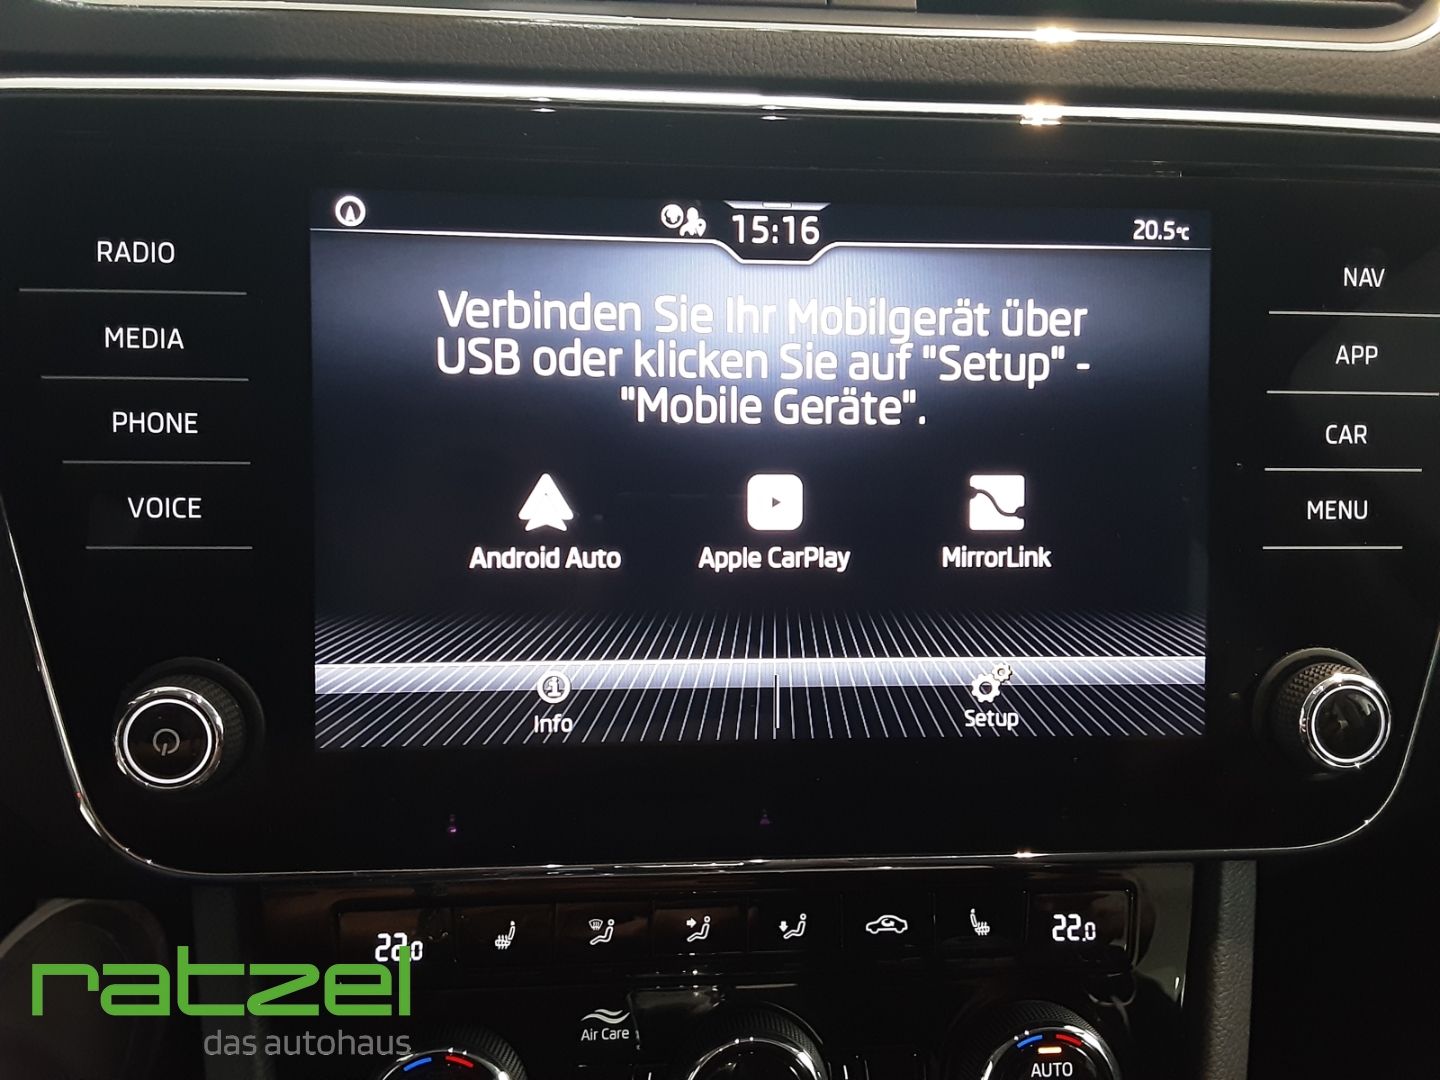 15:16
20.5°C
RADIO
MEDIA
PHONE
VOICE
Verbinden Sie Ihr Mobilgerät über
USB oder klicken Sie auf "Setup" -
"Mobile Geräte".
Android Auto
Apple CarPlay
MirrorLink
Info
Setup
NAV
APP
CAR
MENU
22.0
22.0
Air Care
AUTO
ratzel
das autohaus